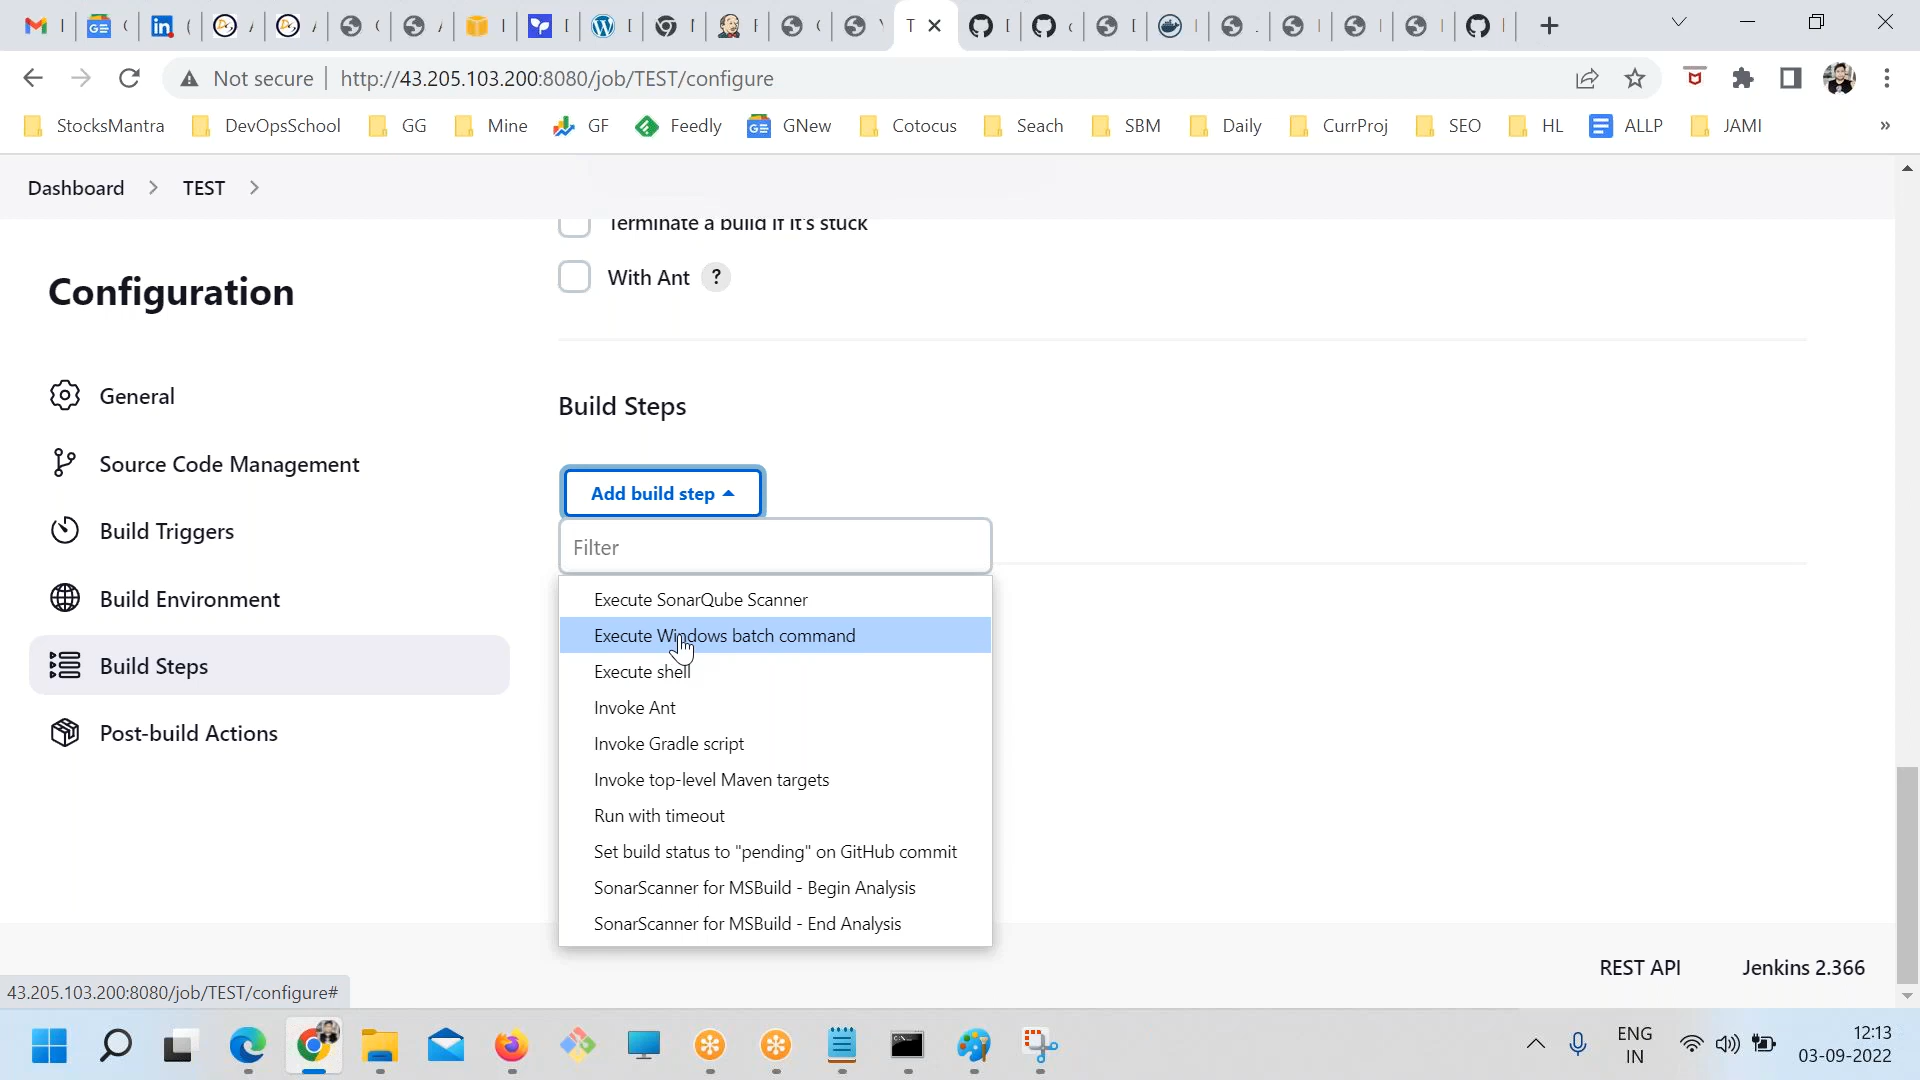 Not secure
http://43.205.103.200:8080/job/TEST/configure
StocksMantra
DevOpsSchool
GG
Mine
GF
Feedly
GNew
Cotocus
Seach
SBM
Daily
CurrProj
SEO
HL
ALLP
JAMI
»
Dashboard
TEST
Terminate a build if it's stuck
With Ant ?
Configuration
General
Source Code Management
Build Triggers
Build Environment
Build Steps
Post-build Actions
Build Steps
Add build step
Filter
Execute SonarQube Scanner
Execute Windows batch command
Execute shell
Invoke Ant
Invoke Gradle script
Invoke top-level Maven targets
Run with timeout
Set build status to "pending" on GitHub commit
SonarScanner for MSBuild - Begin Analysis
SonarScanner for MSBuild - End Analysis
REST API
Jenkins 2.366
43.205.103.200:8080/job/TEST/configure#
ENG
IN
12:13
03-09-2022